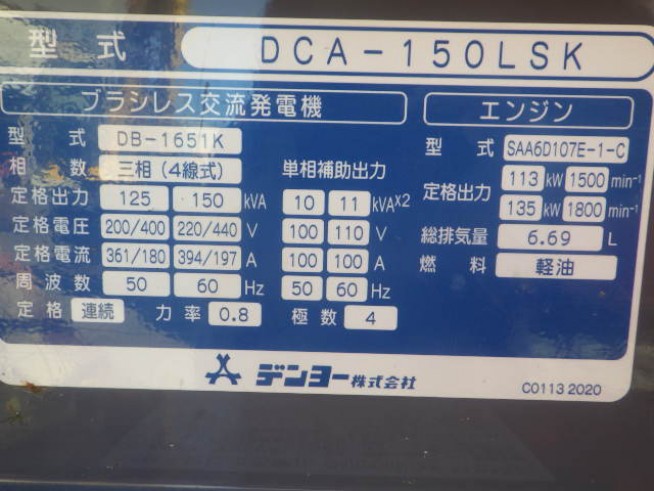 型式 DCA-150LSK
ブラシレス交流発電機
型式 DB-1651K
相数 三相(4線式)
定格出力 125 150 kVA
定格電圧 200/400 220/440 V
定格電流 361/180 394/197 A
周波数 50 60 Hz
定格 連続 力率 0.8 極数 4
単相補助出力
10 11 kVAx2
100 110 V
100 100 A
50 60 Hz
エンジン
型式 SAA6D107E-1-C
定格出力 113 kW 1500 min⁻¹
135 kW 1800 min⁻¹
総排気量 6.69 L
燃料 軽油
デンヨー株式会社
C0113 2020